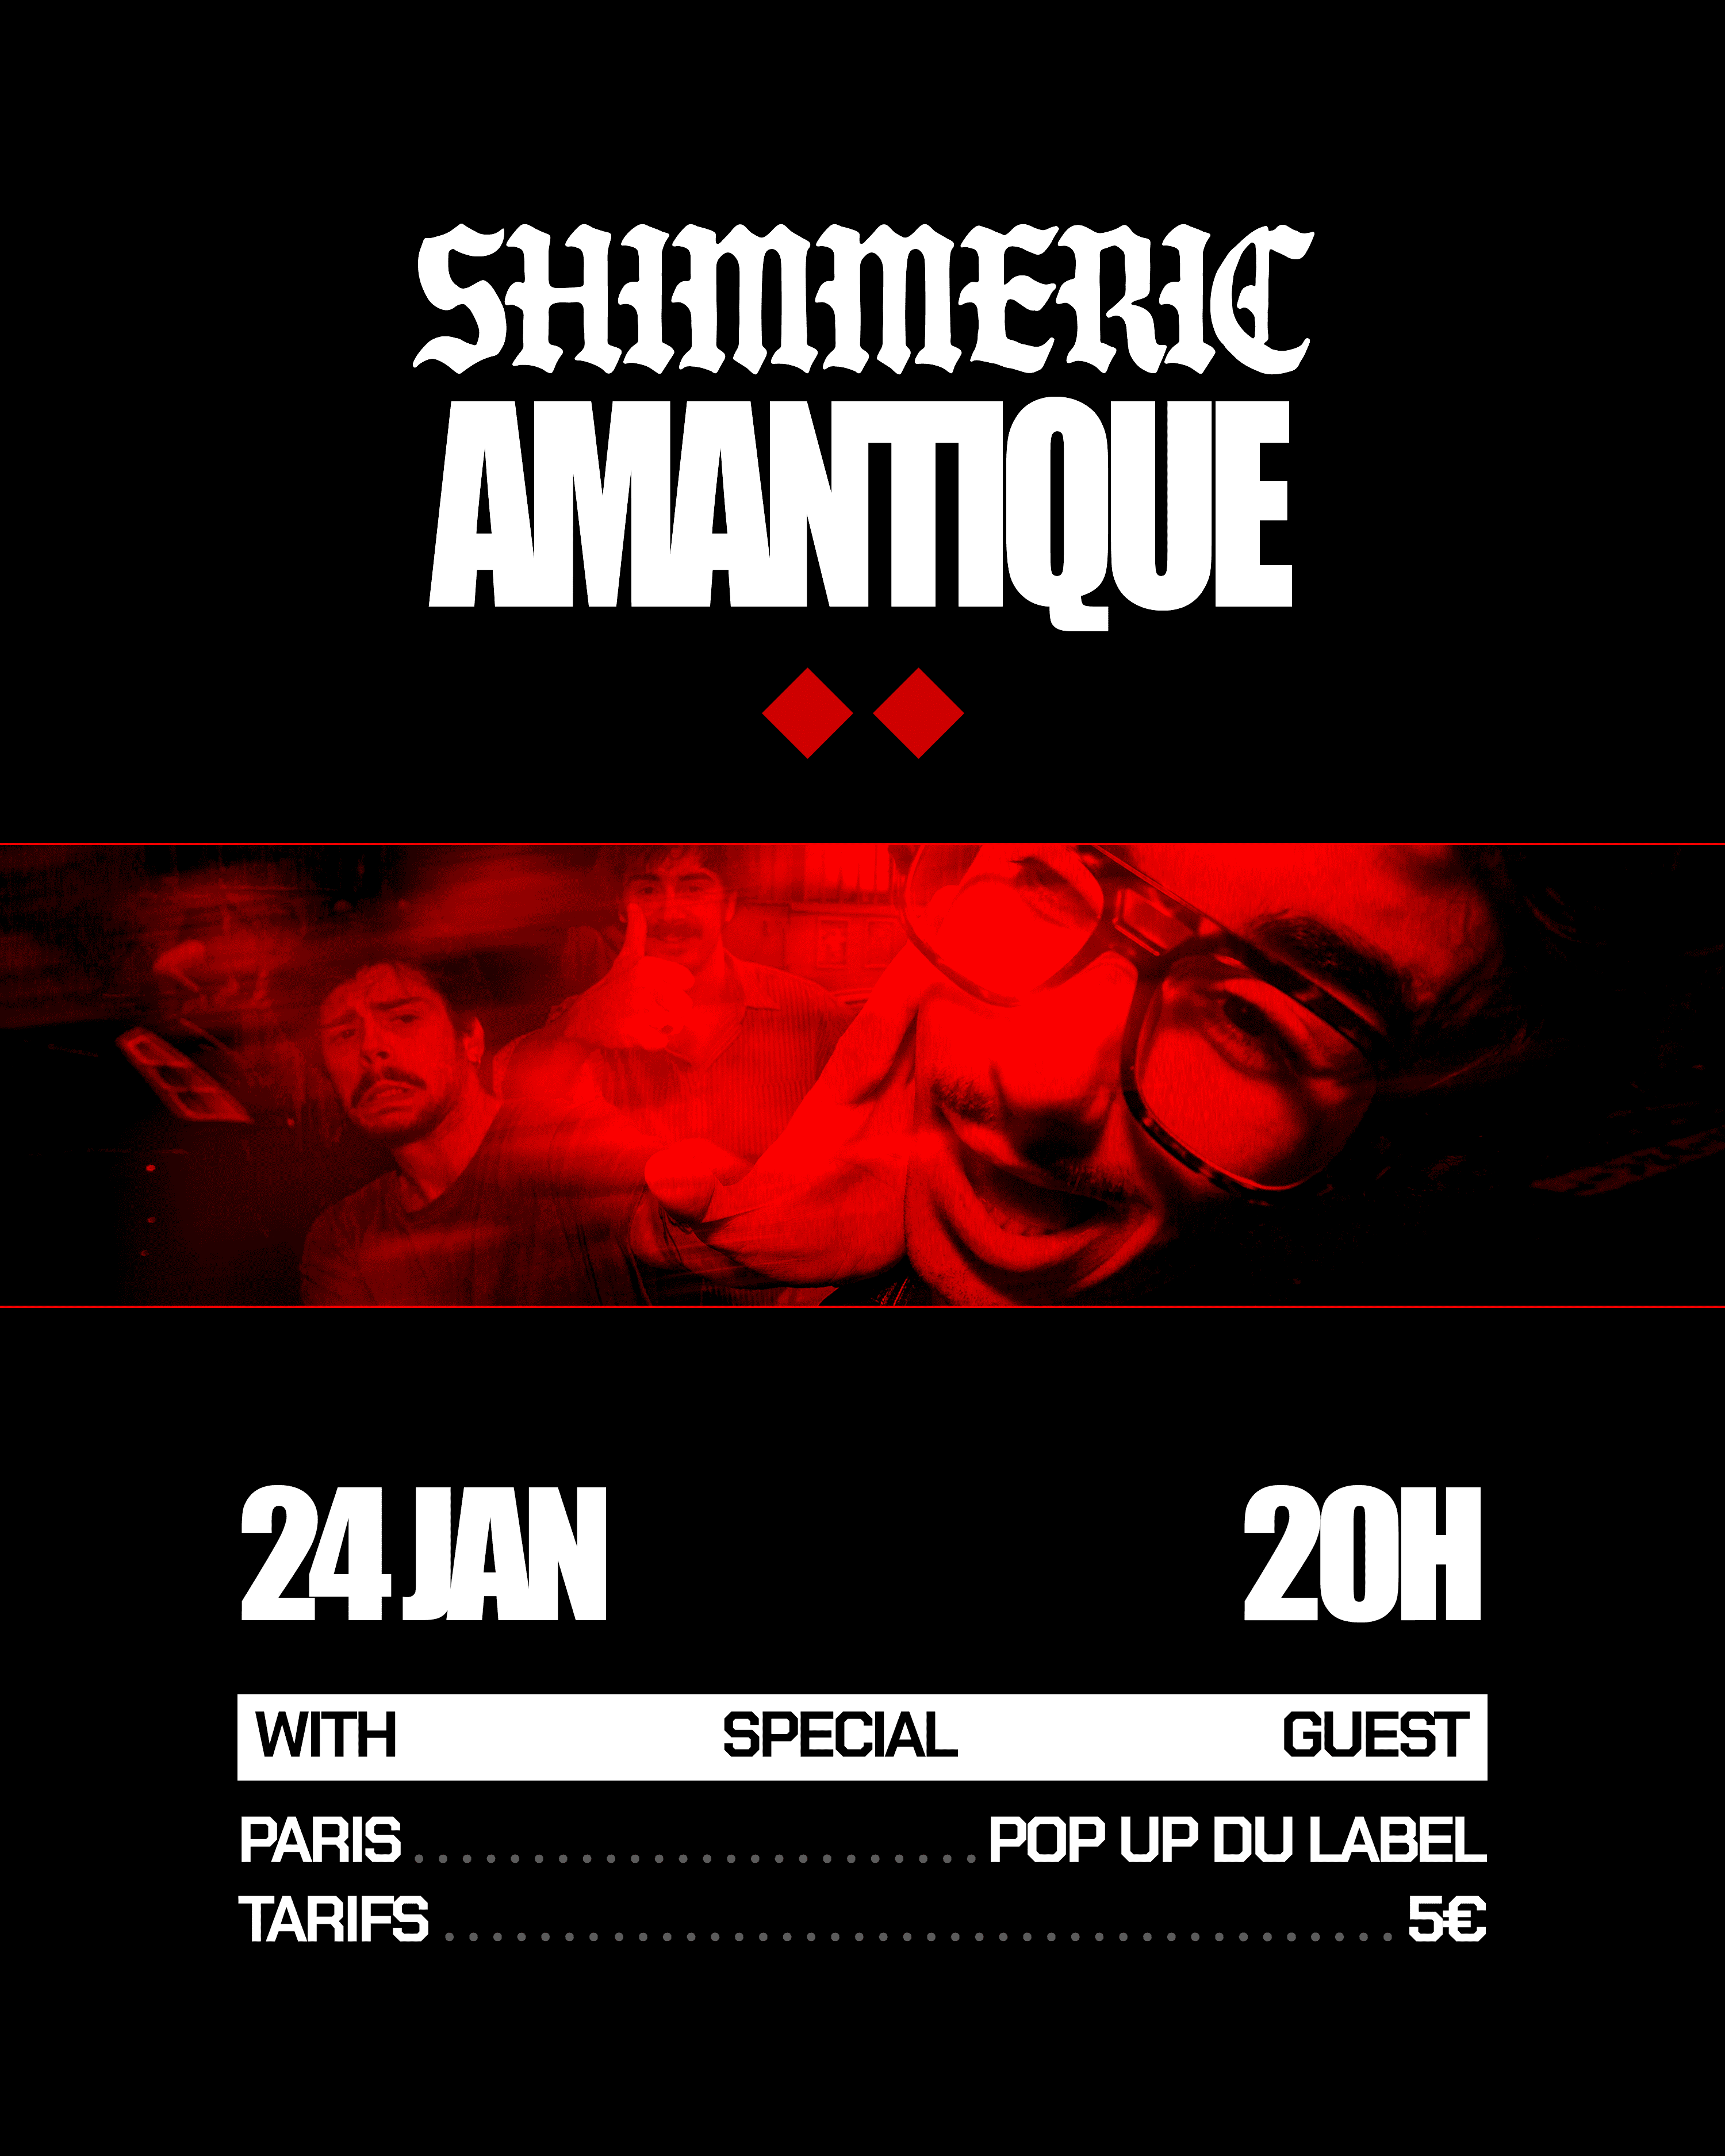 SHIMMERIC
AMANTIQUE
24 JAN 20H
WITH SPECIAL GUEST
PARIS ........................ POP UP DU LABEL
TARIFS ........................................ 5€